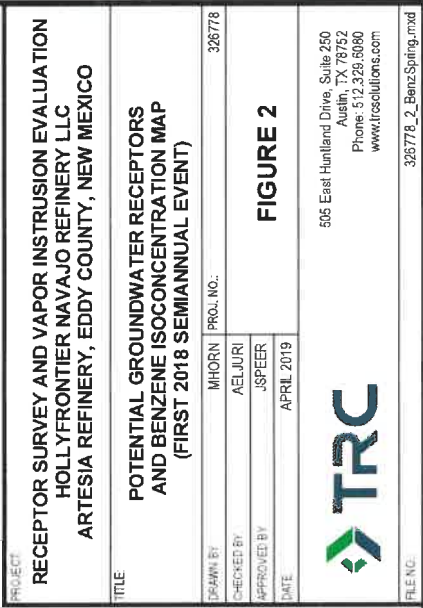 PROJECT:
RECEPTOR SURVEY AND VAPOR INSTRUSION EVALUATION
HOLLYFRONTIER NAVAJO REFINERY LLC
ARTESIA REFINERY, EDDY COUNTY, NEW MEXICO
TITLE:
POTENTIAL GROUNDWATER RECEPTORS
AND BENZENE ISOCONCENTRATION MAP
(FIRST 2018 SEMIANNUAL EVENT)
DRAWN BY: MHORN PROJ. NO.: 326778
CHECKED BY: AELJURI
APPROVED BY: JSPEER
DATE: APRIL 2019
FIGURE 2
TRC
505 East Huntland Drive, Suite 250
Austin, TX 78752
Phone: 512.329.6080
www.trcsolutions.com
FILE NO.: 326778_2_BenzSpring.mxd